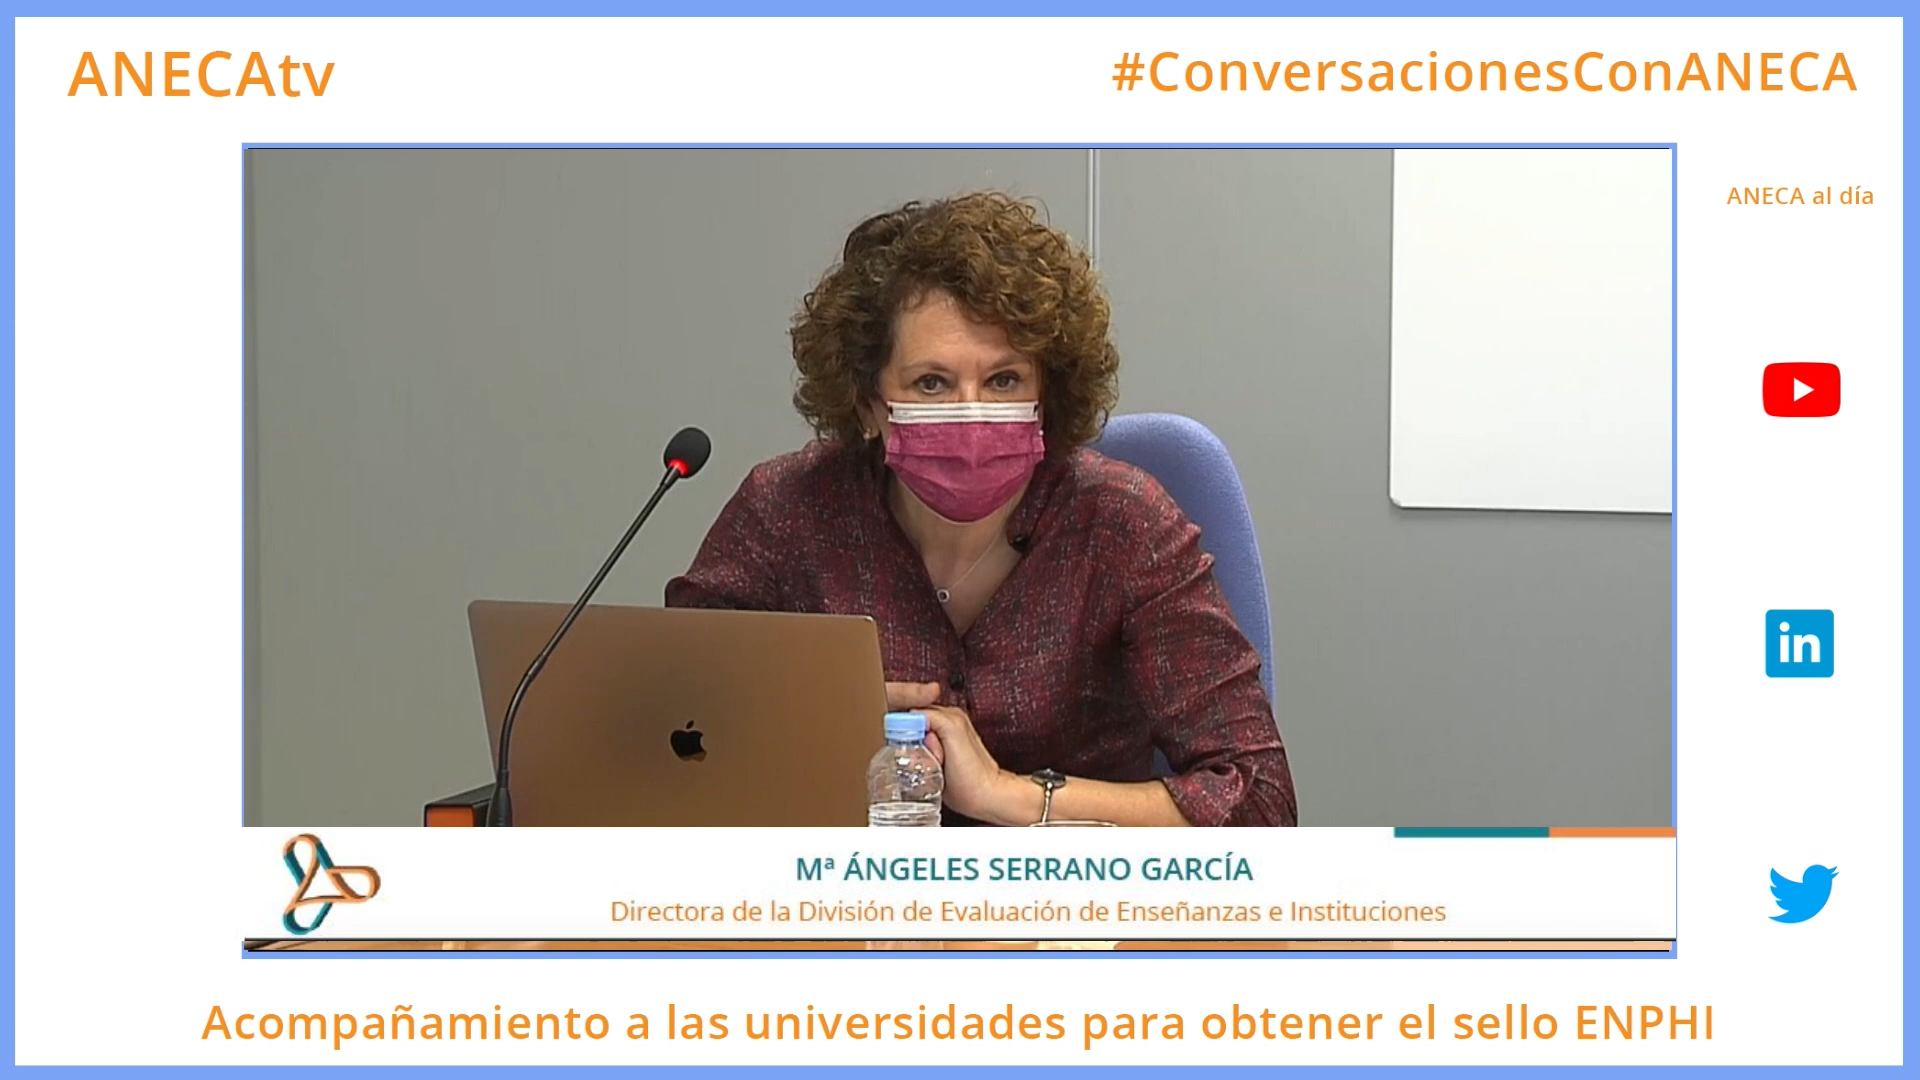 ANECAtv
#ConversacionesConANECA
ANECA al día
in
Mª ÁNGELES SERRANO GARCÍA
Directora de la División de Evaluación de Enseñanzas e Instituciones
Acompañamiento a las universidades para obtener el sello ENPHI